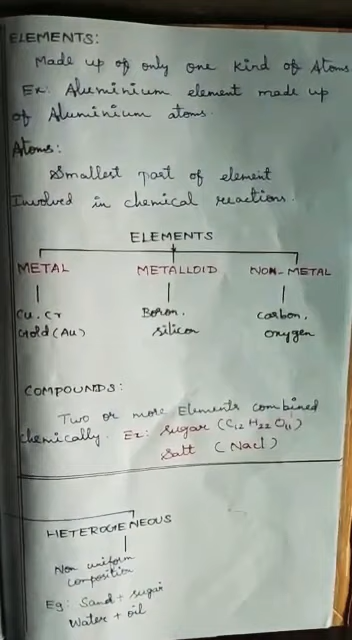 ELEMENTS:
Made up of only one kind of Atoms
Ex: Aluminium element made up
of Aluminium atoms.
Atoms:
Smallest part of element
Involved in chemical reactions.
ELEMENTS
METAL METALLOID NON-METAL
Cu, Cr Boron, carbon,
Gold (Au) silicon oxygen
COMPOUNDS:
Two or more Elements combined
chemically. Ex: sugar (C₁₂ H₂₂ O₁₁)
Salt (Nacl)
HETEROGENEOUS
Non uniform
composition
Eg: Sand + sugar
Water + oil